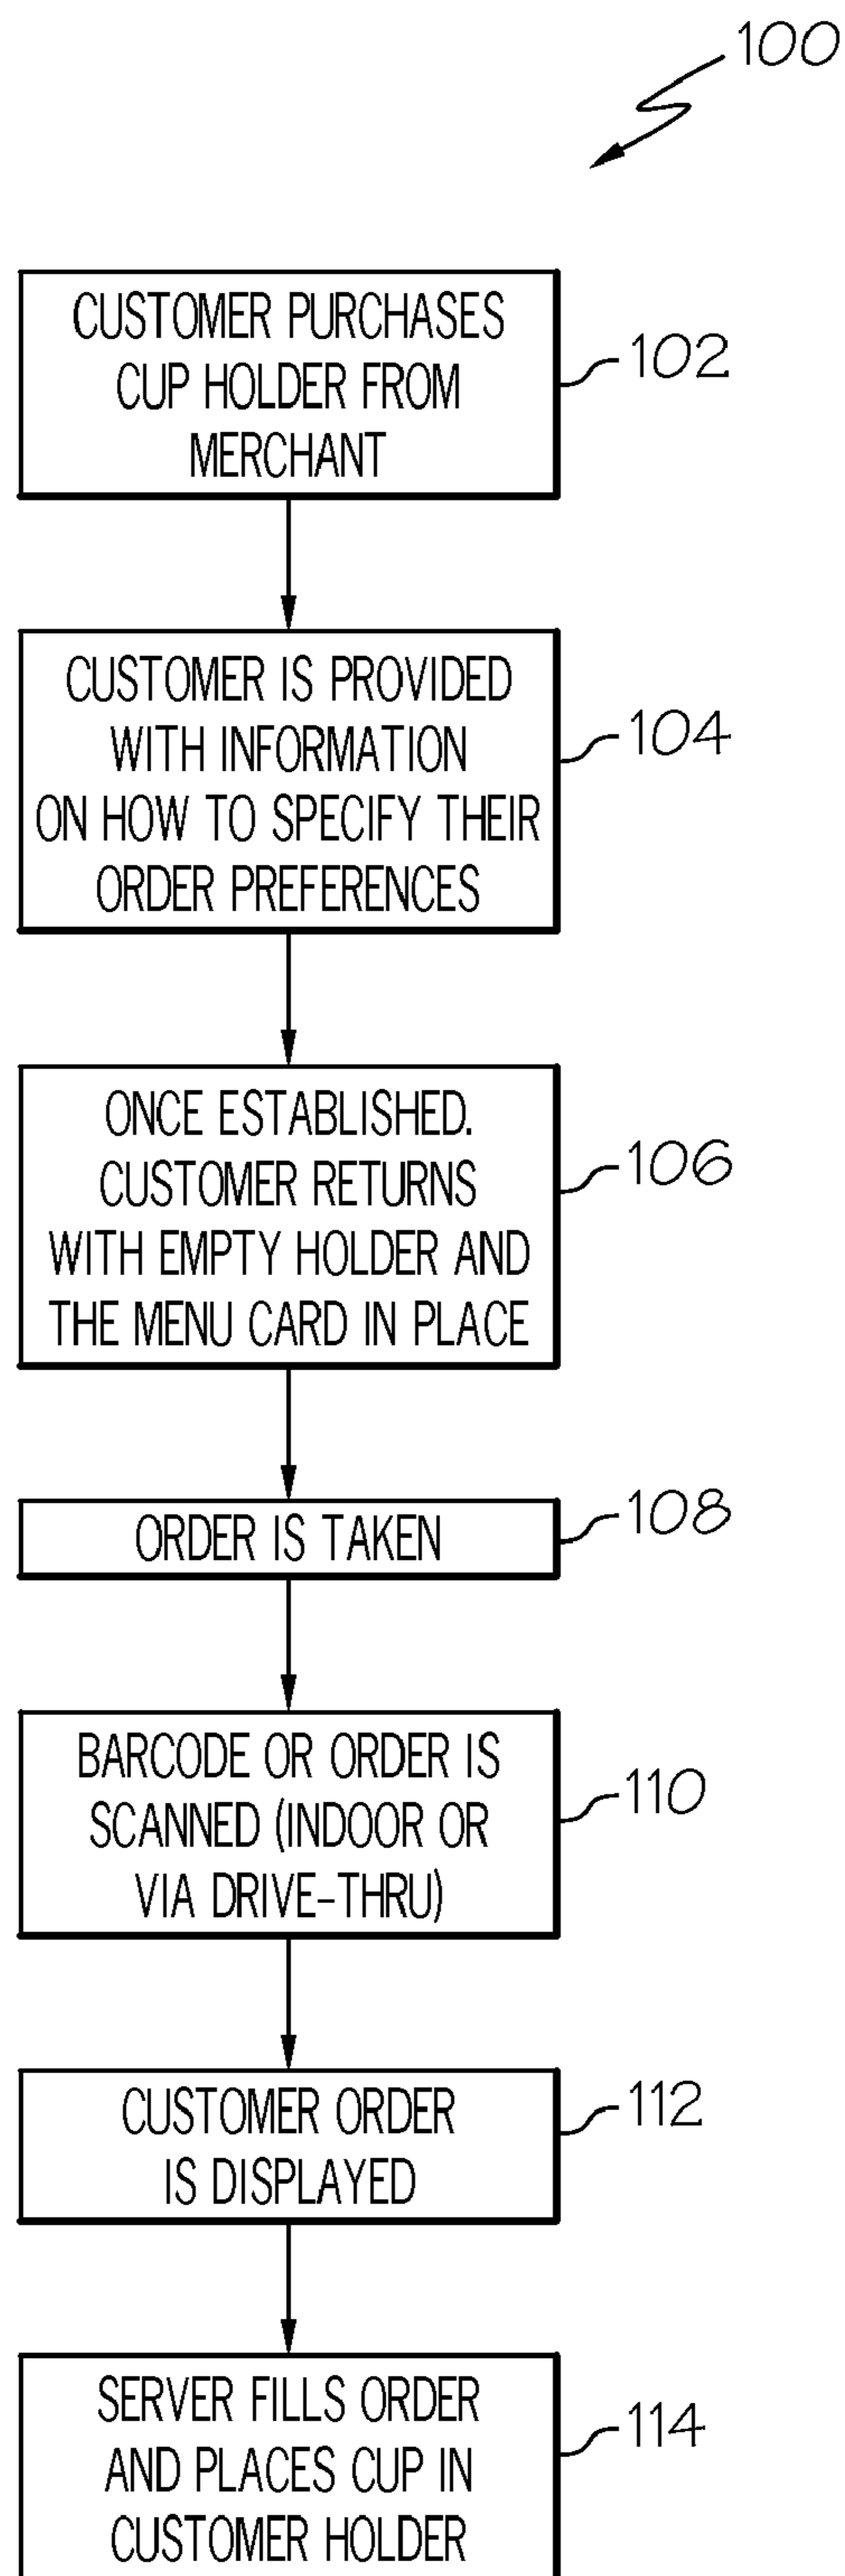 100
CUSTOMER PURCHASES
CUP HOLDER FROM
MERCHANT
102
CUSTOMER IS PROVIDED
WITH INFORMATION
ON HOW TO SPECIFY THEIR
ORDER PREFERENCES
104
ONCE ESTABLISHED.
CUSTOMER RETURNS
WITH EMPTY HOLDER AND
THE MENU CARD IN PLACE
106
ORDER IS TAKEN
108
BARCODE OR ORDER IS
SCANNED (INDOOR OR
VIA DRIVE-THRU)
110
CUSTOMER ORDER
IS DISPLAYED
112
SERVER FILLS ORDER
AND PLACES CUP IN
CUSTOMER HOLDER
114